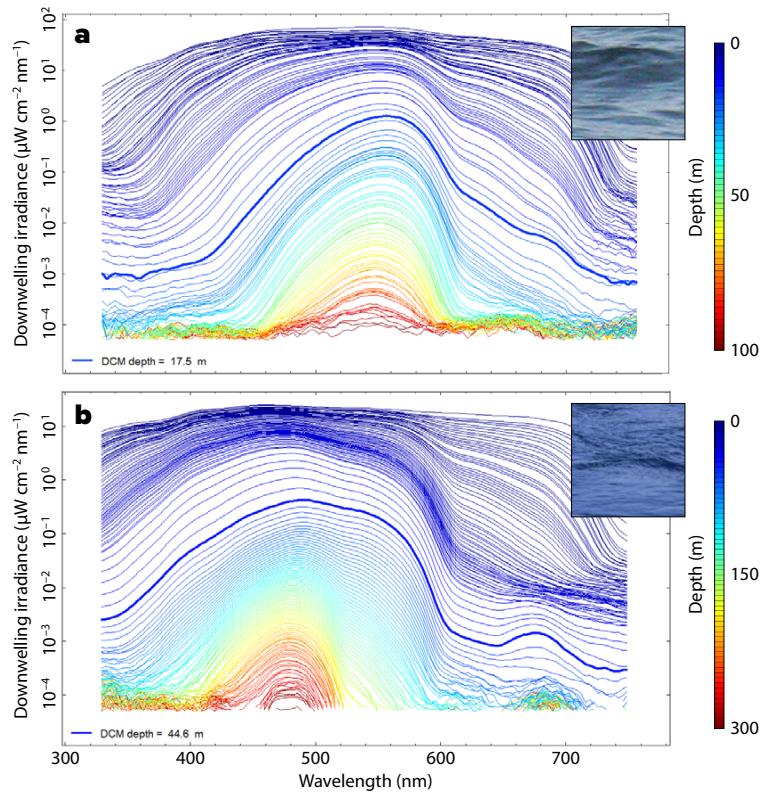 a
10²
10¹
10⁰
10⁻¹
10⁻²
10⁻³
10⁻⁴
Downwelling irradiance (µW cm⁻² nm⁻¹)
DCM depth = 17.5 m
0
50
100
Depth (m)
b
10¹
10⁰
10⁻¹
10⁻²
10⁻³
10⁻⁴
Downwelling irradiance (µW cm⁻² nm⁻¹)
DCM depth = 44.6 m
0
150
300
Depth (m)
300 400 500 600 700
Wavelength (nm)